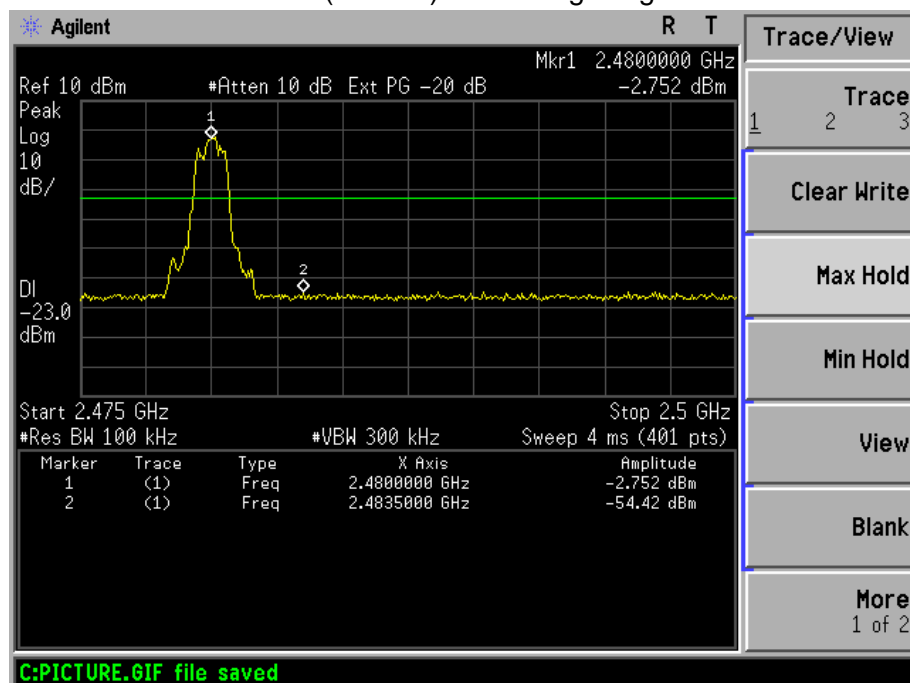 Agilent R T
Mkr1 2.4800000 GHz
Ref 10 dBm #Atten 10 dB Ext PG -20 dB -2.752 dBm
Peak
Log
10
dB/
1
2
DI
-23.0
dBm
Start 2.475 GHz Stop 2.5 GHz
#Res BW 100 kHz #VBW 300 kHz Sweep 4 ms (401 pts)
Marker Trace Type X Axis Amplitude
1 (1) Freq 2.4800000 GHz -2.752 dBm
2 (1) Freq 2.4835000 GHz -54.42 dBm
C:PICTURE.GIF file saved
Trace/View
Trace
1 2 3
Clear Write
Max Hold
Min Hold
View
Blank
More
1 of 2